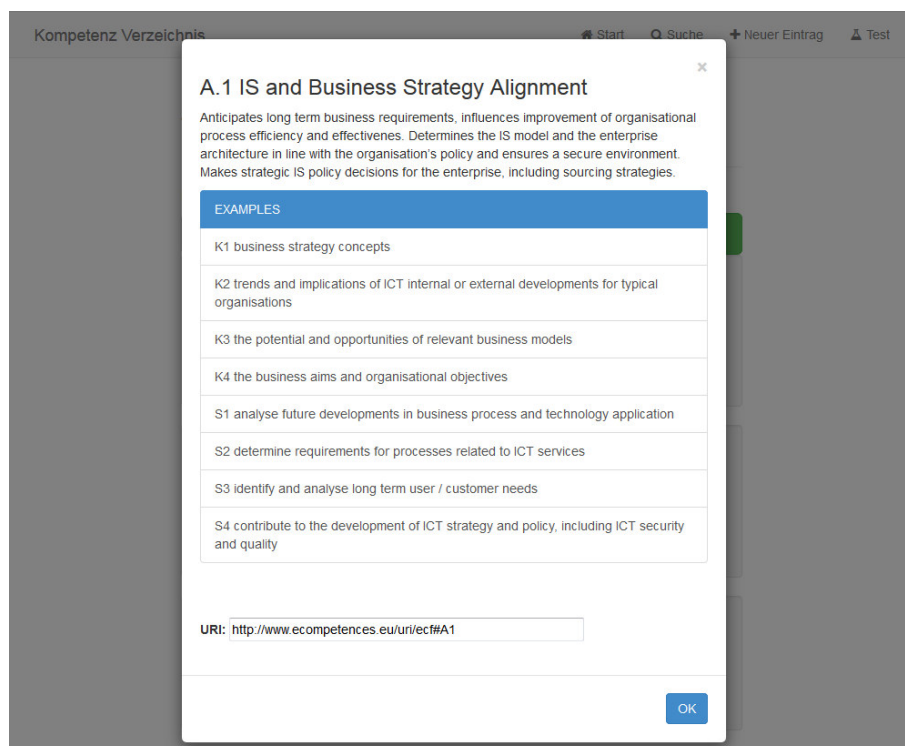 Kompetenz Verzeichnis
Start
Suche
Neuer Eintrag
Test
×
A.1 IS and Business Strategy Alignment
Anticipates long term business requirements, influences improvement of organisational
process efficiency and effectivenes. Determines the IS model and the enterprise
architecture in line with the organisation's policy and ensures a secure environment.
Makes strategic IS policy decisions for the enterprise, including sourcing strategies.
EXAMPLES
K1 business strategy concepts
K2 trends and implications of ICT internal or external developments for typical
organisations
K3 the potential and opportunities of relevant business models
K4 the business aims and organisational objectives
S1 analyse future developments in business process and technology application
S2 determine requirements for processes related to ICT services
S3 identify and analyse long term user / customer needs
S4 contribute to the development of ICT strategy and policy, including ICT security
and quality
URI: http://www.ecompetences.eu/uri/ecf#A1
OK